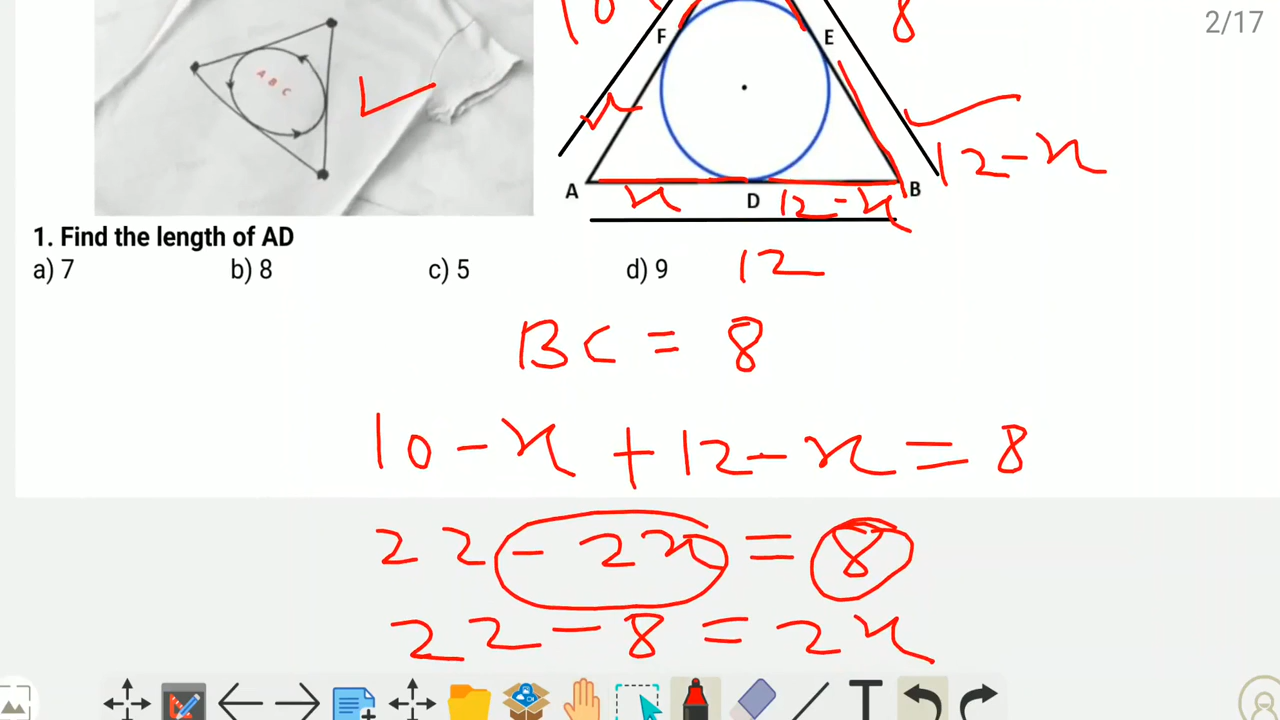 2/17
10
8
F
E
A B C
x
12-x
A
x
D
12-x
B
1. Find the length of AD
a) 7 b) 8 c) 5 d) 9
12
BC = 8
10-x + 12-x = 8
22 - 2x = 8
22 - 8 = 2x
T